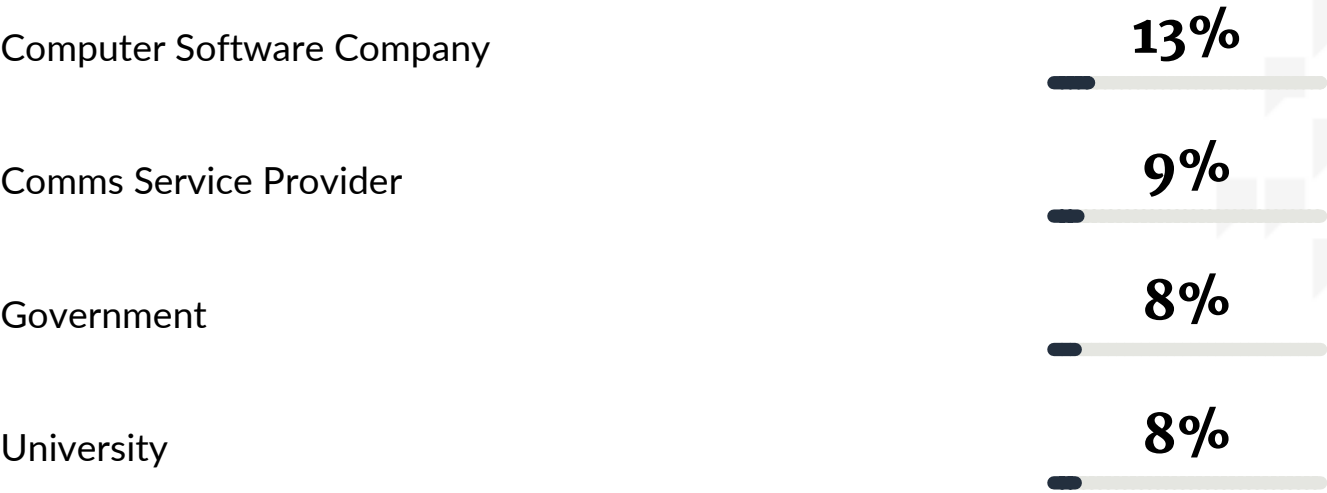 Computer Software Company
13%
Comms Service Provider
9%
Government
8%
University
8%